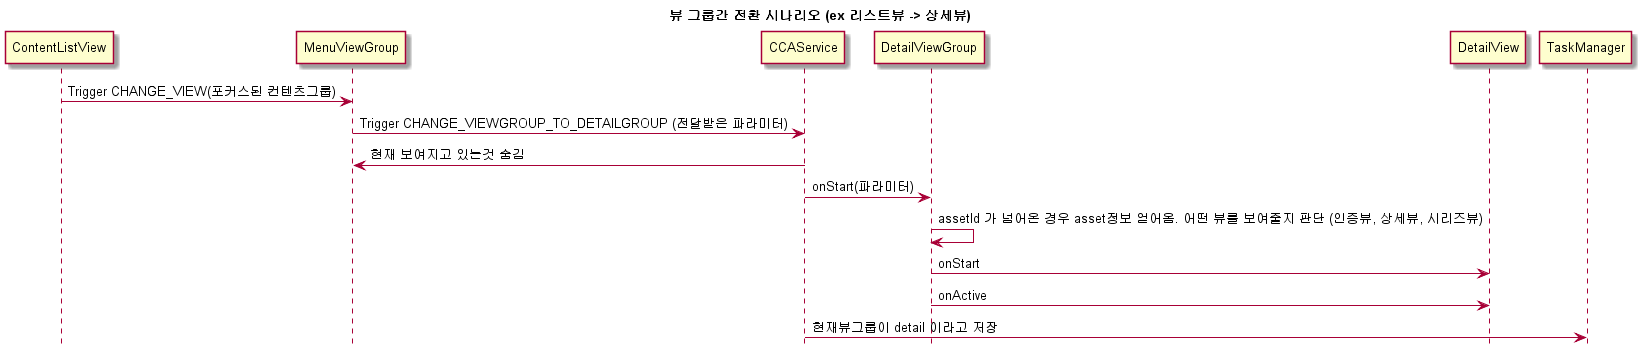 뷰 그룹간 전환 시나리오 (ex 리스트뷰 -> 상세뷰)
ContentListView
MenuViewGroup
CCAService
DetailViewGroup
DetailView
TaskManager
Trigger CHANGE_VIEW(포커스된 컨텐츠그룹)
Trigger CHANGE_VIEWGROUP_TO_DETAILGROUP (전달받은 파라미터)
현재 보여지고 있는것 숨김
onStart(파라미터)
assetId 가 넘어온 경우 asset정보 얻어옴. 어떤 뷰를 보여줄지 판단 (인증뷰, 상세뷰, 시리즈뷰)
onStart
onActive
현재뷰그룹이 detail 이라고 저장